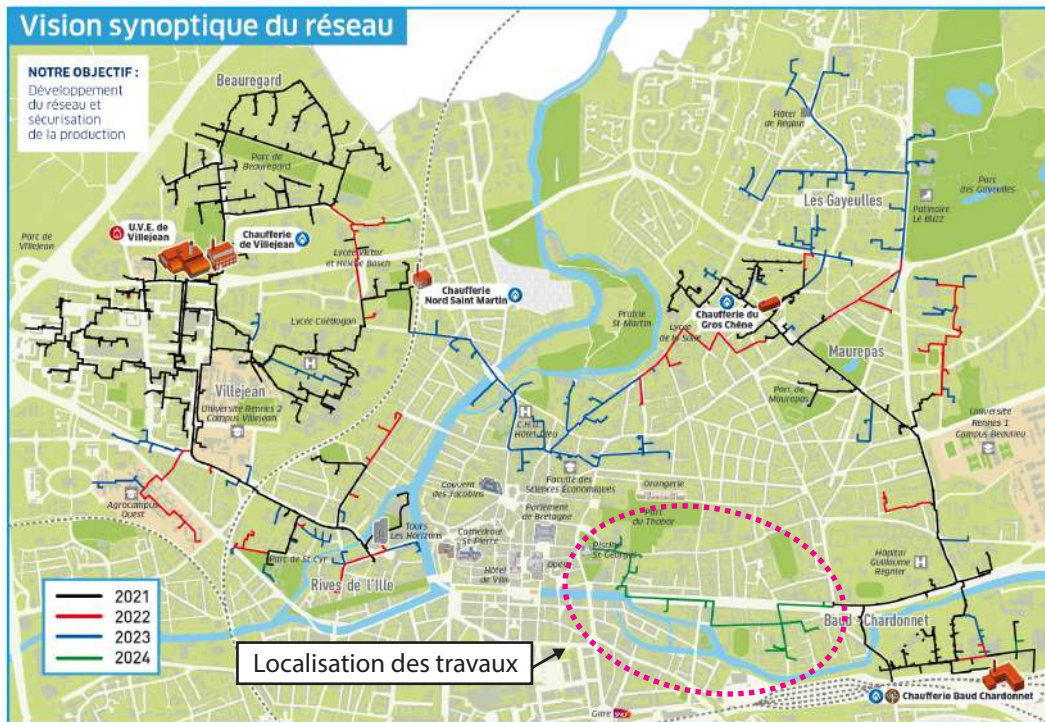 Vision synoptique du réseau
NOTRE OBJECTIF :
Développement
du réseau et
sécurisation
de la production
Beauregard
Parc de
Beauregard
Hôtel
de Région
Les Gayeulles
Parc
des Gayeulles
Patinoire
Le Blizz
Parc de
Villejean
U.V.E. de
Villejean
Chaufferie
de Villejean
Lycée Victor
et Hélène Basch
Chaufferie
Nord Saint Martin
Lycée Coëtlogon
H
Villejean
Université Rennes 2
Campus Villejean
Prairie
St-Martin
Lycée
de la Salle
Chaufferie du
Gros Chêne
Maurepas
Parc de
Maurepas
Université
Rennes 1
Campus Beaulieu
H
C.H.U.
Hôtel Dieu
Faculté des
Sciences Économiques
Agrocampus
Ouest
Couvent
des Jacobins
Orangerie
Parc
du Thabor
Parlement
de Bretagne
Tours
Les Horizons
Cathédrale
St-Pierre
Piscine
St-Georges
Opéra
Hôtel
de Ville
Parc de St Cyr
Rives de l'Ille
Hôpital
Guillaume
Régnier
H
Baud - Chardonnet
2021
2022
2023
2024
Localisation des travaux
Chaufferie Baud Chardonnet
Gare